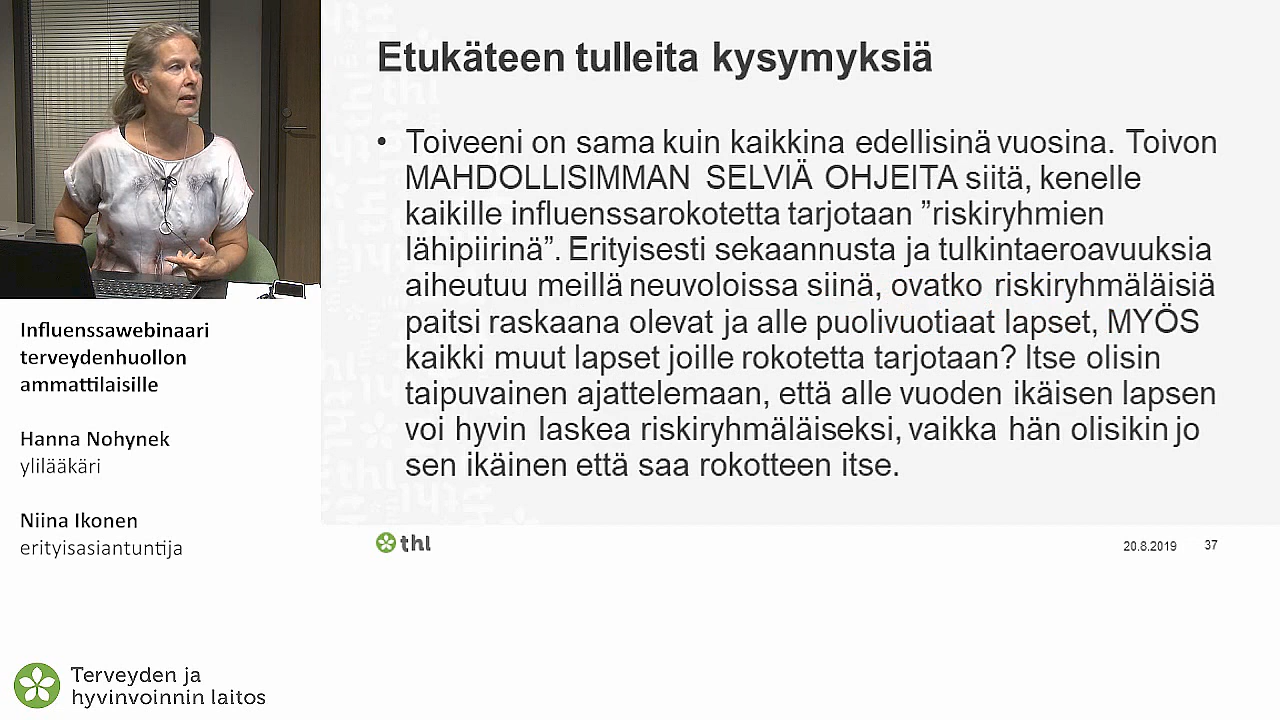 Etukäteen tulleita kysymyksiä
• Toiveeni on sama kuin kaikkina edellisinä vuosina. Toivon
MAHDOLLISIMMAN SELVIÄ OHJEITA siitä, kenelle
kaikille influenssarokotetta tarjotaan ”riskiryhmien
lähipiirinä”. Erityisesti sekaannusta ja tulkintaeroavuuksia
aiheutuu meillä neuvoloissa siinä, ovatko riskiryhmäläisiä
paitsi raskaana olevat ja alle puolivuotiaat lapset, MYÖS
kaikki muut lapset joille rokotetta tarjotaan? Itse olisin
taipuvainen ajattelemaan, että alle vuoden ikäisen lapsen
voi hyvin laskea riskiryhmäläiseksi, vaikka hän olisikin jo
sen ikäinen että saa rokotteen itse.
thl
20.8.2019 37
Influenssawebinaari
terveydenhuollon
ammattilaisille
Hanna Nohynek
ylilääkäri
Niina Ikonen
erityisasiantuntija
Terveyden ja
hyvinvoinnin laitos